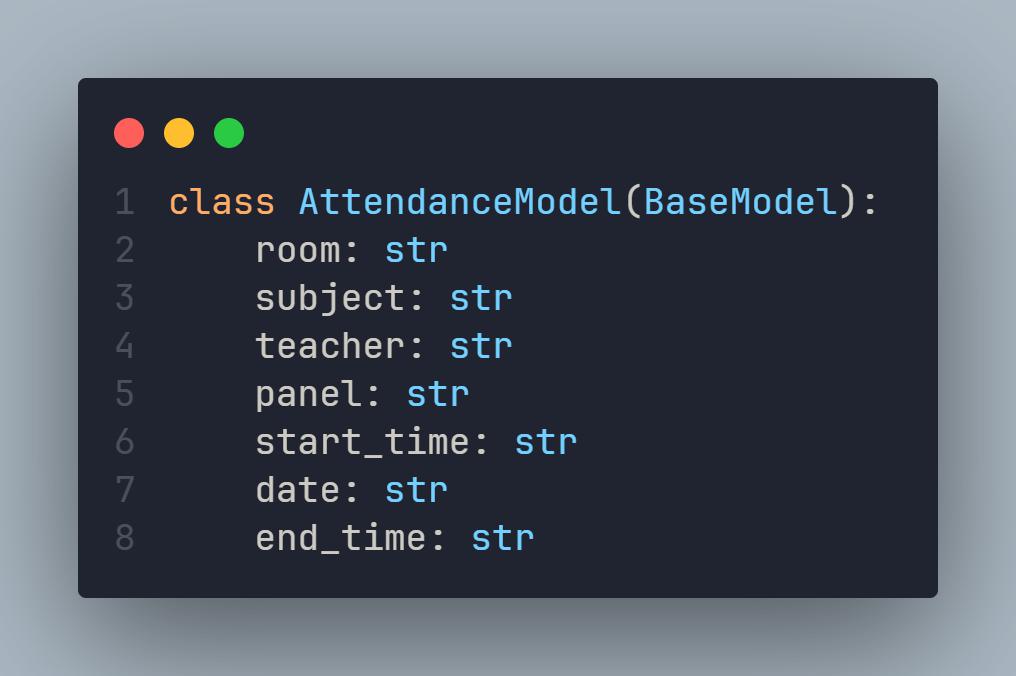 1 class AttendanceModel(BaseModel):
2     room: str
3     subject: str
4     teacher: str
5     panel: str
6     start_time: str
7     date: str
8     end_time: str